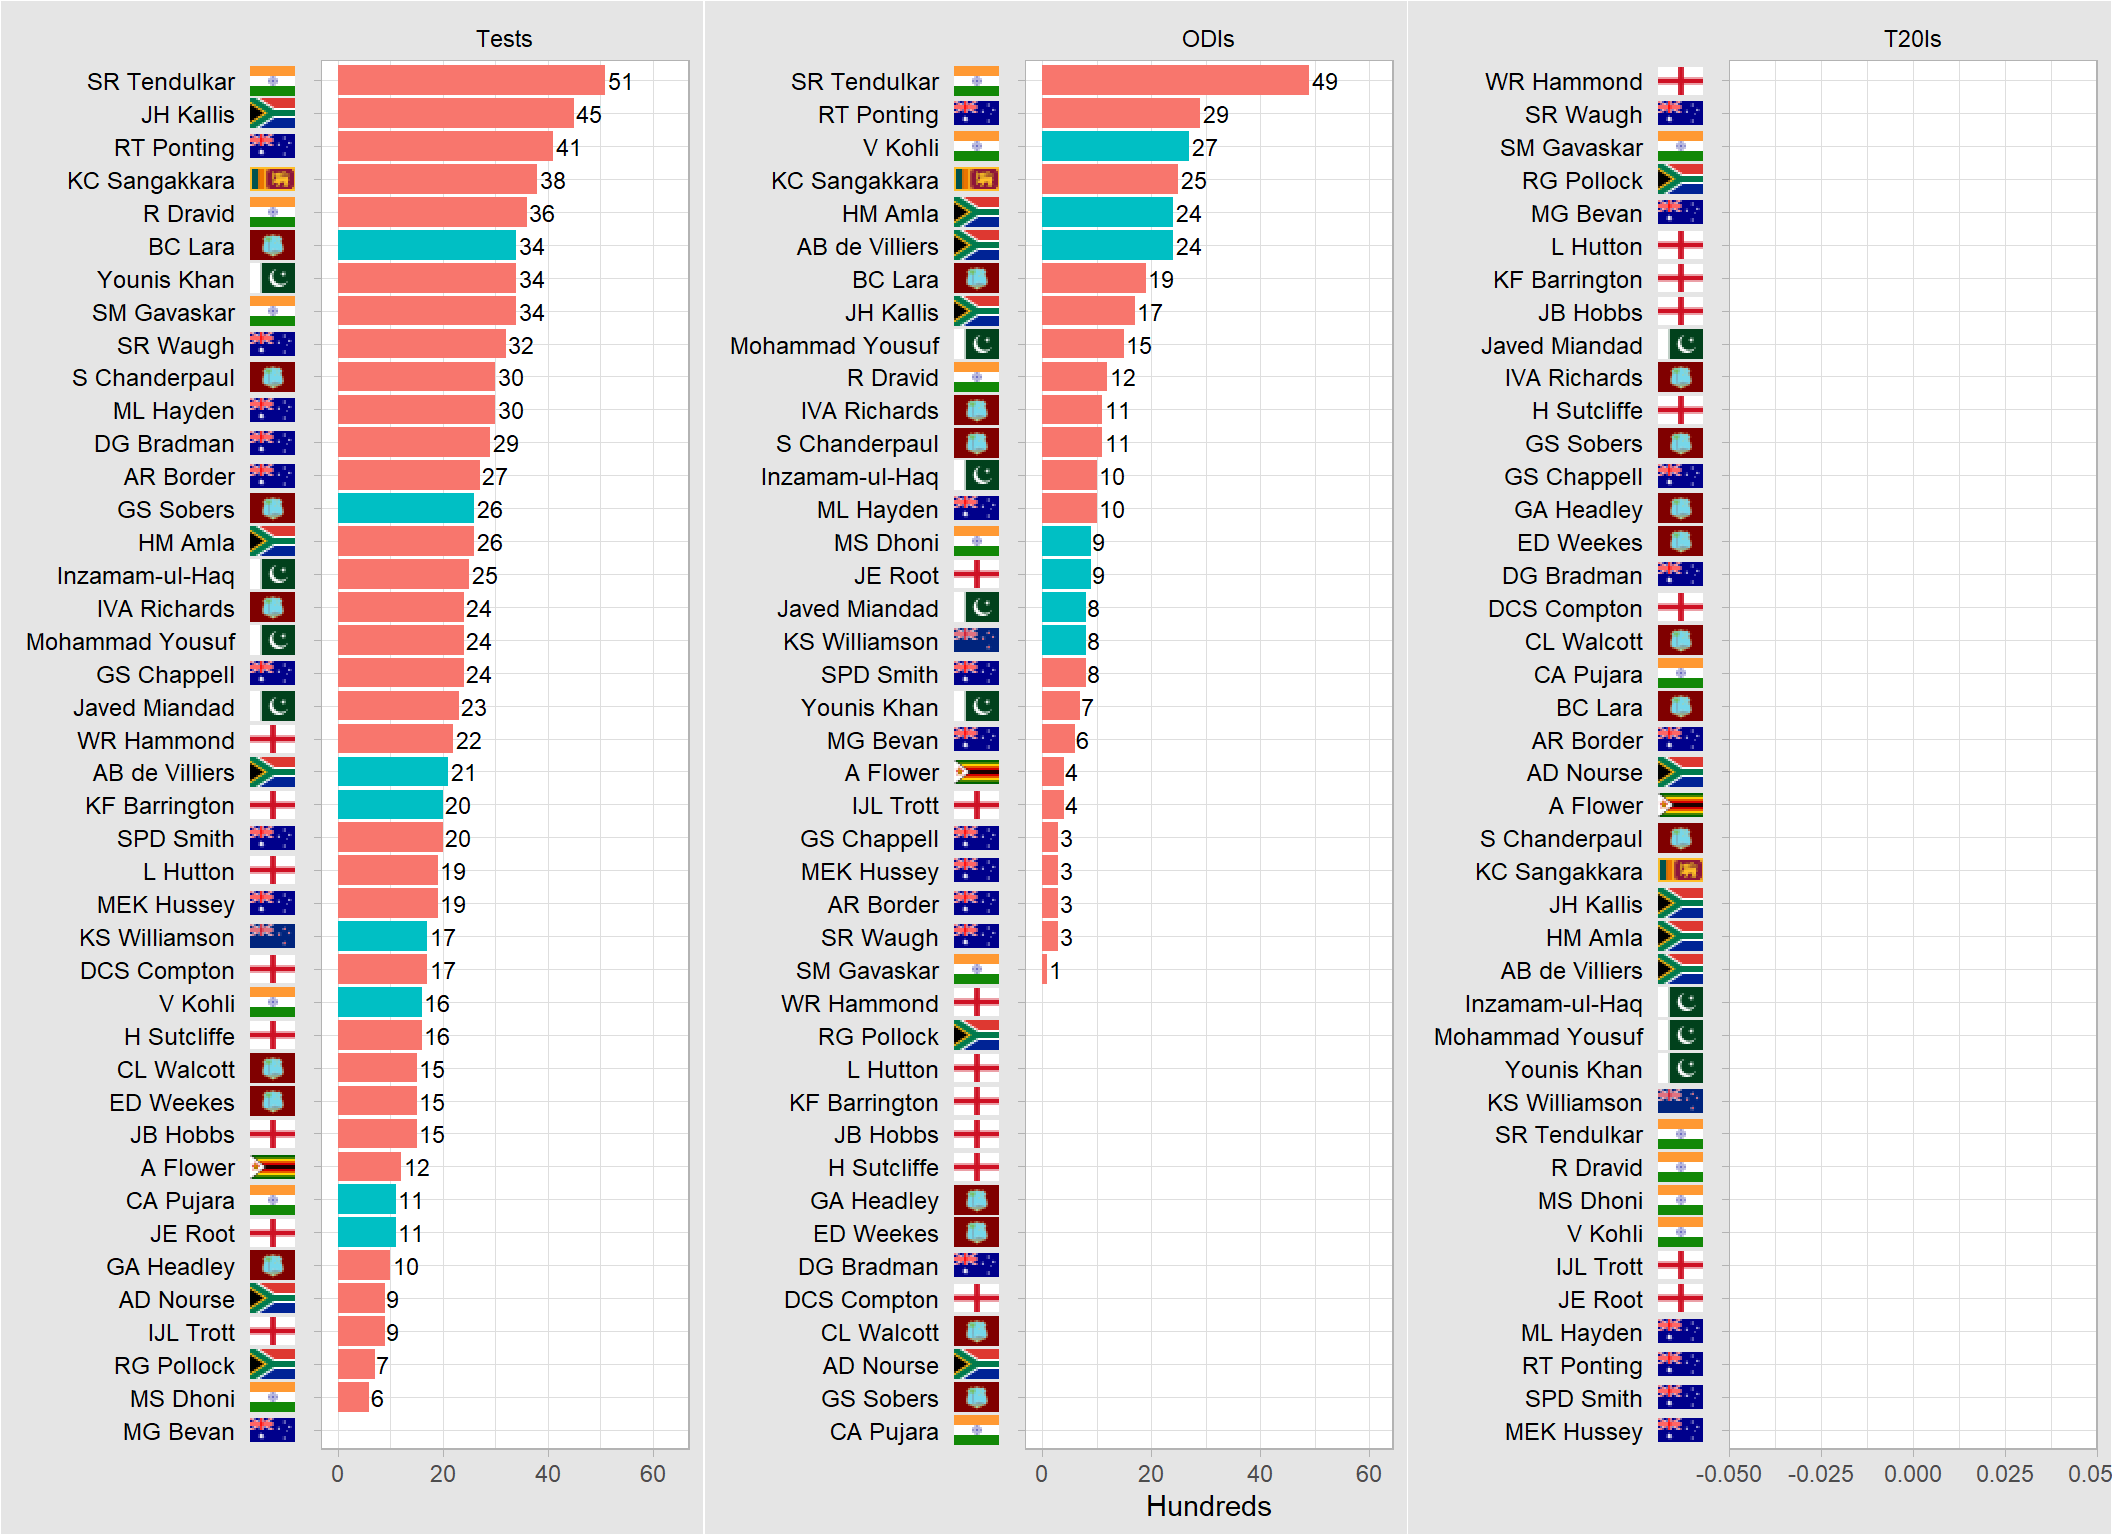 Tests
SR Tendulkar 51
JH Kallis 45
RT Ponting 41
KC Sangakkara 38
R Dravid 36
BC Lara 34
Younis Khan 34
SM Gavaskar 34
SR Waugh 32
S Chanderpaul 30
ML Hayden 30
DG Bradman 29
AR Border 27
GS Sobers 26
HM Amla 26
Inzamam-ul-Haq 25
IVA Richards 24
Mohammad Yousuf 24
GS Chappell 24
Javed Miandad 23
WR Hammond 22
AB de Villiers 21
KF Barrington 20
SPD Smith 20
L Hutton 19
MEK Hussey 19
KS Williamson 17
DCS Compton 17
V Kohli 16
H Sutcliffe 16
CL Walcott 15
ED Weekes 15
JB Hobbs 15
A Flower 12
CA Pujara 11
JE Root 11
GA Headley 10
AD Nourse 9
IJL Trott 9
RG Pollock 7
MS Dhoni 6
MG Bevan
0 20 40 60
ODIs
SR Tendulkar 49
RT Ponting 29
V Kohli 27
KC Sangakkara 25
HM Amla 24
AB de Villiers 24
BC Lara 19
JH Kallis 17
Mohammad Yousuf 15
R Dravid 12
IVA Richards 11
S Chanderpaul 11
Inzamam-ul-Haq 10
ML Hayden 10
MS Dhoni 9
JE Root 9
Javed Miandad 8
KS Williamson 8
SPD Smith 8
Younis Khan 7
MG Bevan 6
A Flower 4
IJL Trott 4
GS Chappell 3
MEK Hussey 3
AR Border 3
SR Waugh 3
SM Gavaskar 1
WR Hammond
RG Pollock
L Hutton
KF Barrington
JB Hobbs
H Sutcliffe
GA Headley
ED Weekes
DG Bradman
DCS Compton
CL Walcott
AD Nourse
GS Sobers
CA Pujara
0 20 40 60
Hundreds
T20Is
WR Hammond
SR Waugh
SM Gavaskar
RG Pollock
MG Bevan
L Hutton
KF Barrington
JB Hobbs
Javed Miandad
IVA Richards
H Sutcliffe
GS Sobers
GS Chappell
GA Headley
ED Weekes
DG Bradman
DCS Compton
CL Walcott
CA Pujara
BC Lara
AR Border
AD Nourse
A Flower
S Chanderpaul
KC Sangakkara
JH Kallis
HM Amla
AB de Villiers
Inzamam-ul-Haq
Mohammad Yousuf
Younis Khan
KS Williamson
SR Tendulkar
R Dravid
MS Dhoni
V Kohli
IJL Trott
JE Root
ML Hayden
RT Ponting
SPD Smith
MEK Hussey
-0.050 -0.025 0.000 0.025 0.05